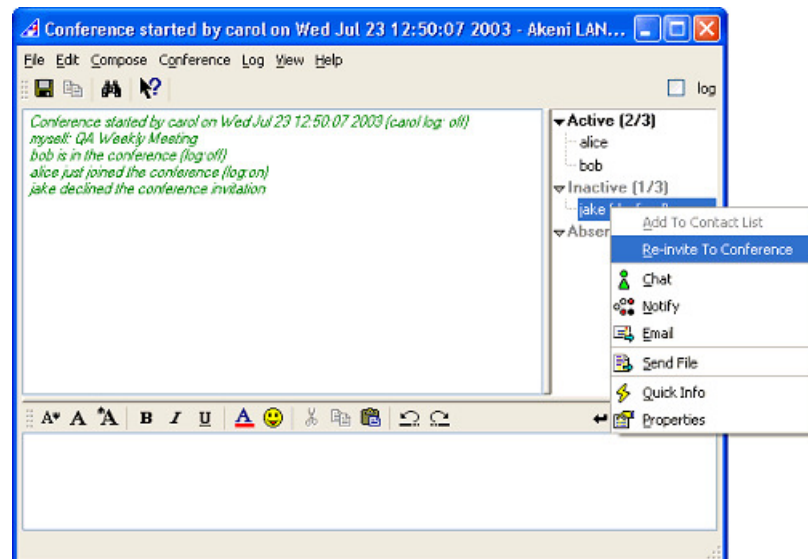 Conference started by carol on Wed Jul 23 12:50:07 2003 - Akeni LAN...
File Edit Compose Conference Log View Help
log
Conference started by carol on Wed Jul 23 12:50:07 2003 (carol log: off)
myself: QA Weekly Meeting
bob is in the conference (log:off)
alice just joined the conference (log:on)
jake declined the conference invitation
Active (2/3)
alice
bob
Inactive (1/3)
jake
Add To Contact List
Re-invite To Conference
Chat
Notify
Email
Send File
Quick Info
Properties
A A A B I U A